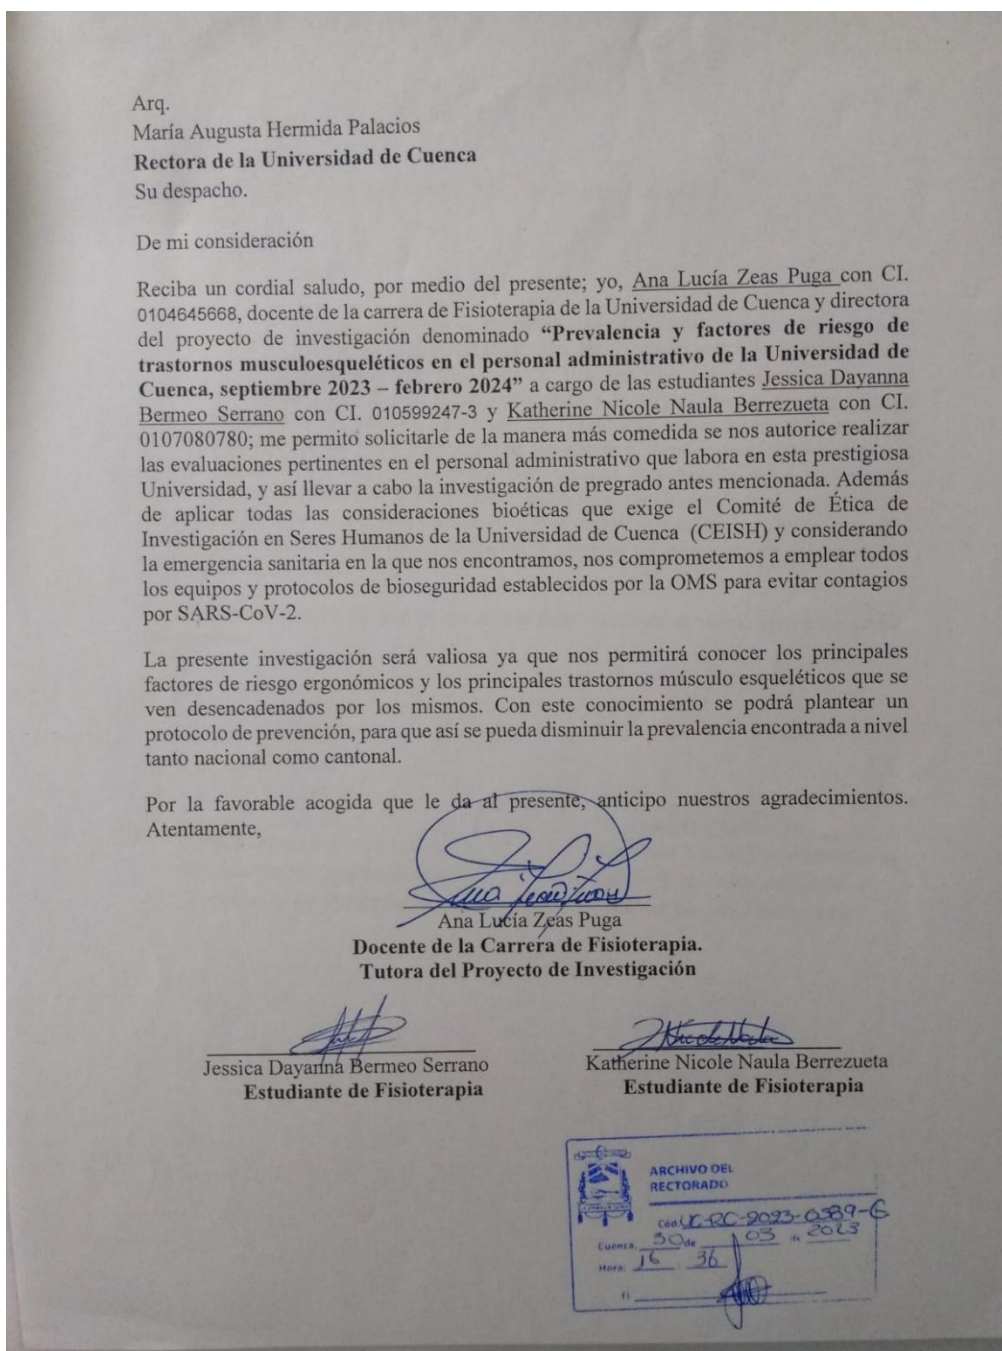 Arq.
María Augusta Hermida Palacios
Rectora de la Universidad de Cuenca
Su despacho.
De mi consideración
Reciba un cordial saludo, por medio del presente; yo, Ana Lucía Zeas Puga con CI.
0104645668, docente de la carrera de Fisioterapia de la Universidad de Cuenca y directora
del proyecto de investigación denominado “Prevalencia y factores de riesgo de
trastornos musculoesqueléticos en el personal administrativo de la Universidad de
Cuenca, septiembre 2023 – febrero 2024” a cargo de las estudiantes Jessica Dayanna
Bermeo Serrano con CI. 010599247-3 y Katherine Nicole Naula Berrezueta con CI.
0107080780; me permito solicitarle de la manera más comedida se nos autorice realizar
las evaluaciones pertinentes en el personal administrativo que labora en esta prestigiosa
Universidad, y así llevar a cabo la investigación de pregrado antes mencionada. Además
de aplicar todas las consideraciones bioéticas que exige el Comité de Ética de
Investigación en Seres Humanos de la Universidad de Cuenca (CEISH) y considerando
la emergencia sanitaria en la que nos encontramos, nos comprometemos a emplear todos
los equipos y protocolos de bioseguridad establecidos por la OMS para evitar contagios
por SARS-CoV-2.
La presente investigación será valiosa ya que nos permitirá conocer los principales
factores de riesgo ergonómicos y los principales trastornos músculo esqueléticos que se
ven desencadenados por los mismos. Con este conocimiento se podrá plantear un
protocolo de prevención, para que así se pueda disminuir la prevalencia encontrada a nivel
tanto nacional como cantonal.
Por la favorable acogida que le da al presente, anticipo nuestros agradecimientos.
Atentamente,
Ana Lucía Zeas Puga
Docente de la Carrera de Fisioterapia.
Tutora del Proyecto de Investigación
Jessica Dayanna Bermeo Serrano
Estudiante de Fisioterapia
Katherine Nicole Naula Berrezueta
Estudiante de Fisioterapia
ARCHIVO DEL
RECTORADO
Cód. UC-RC-2023-0389-G
Cuenca, 30 de 03 de 2023
Hora: 16 : 36
f)